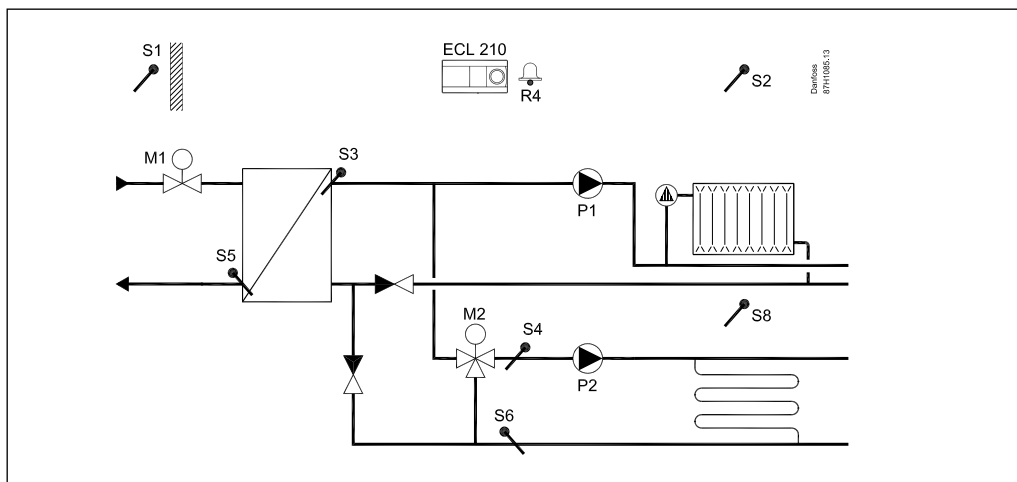 S1
ECL 210
R4
S2
Danfoss
87H1085.13
M1
S3
P1
S5
M2
S4
S8
P2
S6